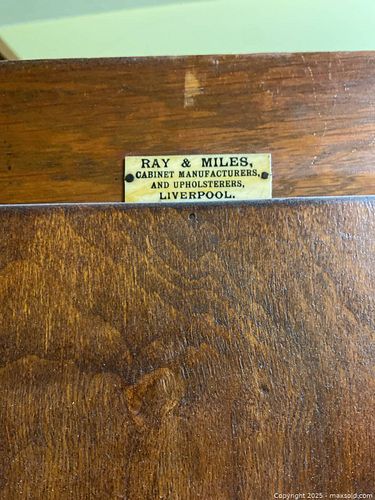 RAY & MILES,
CABINET MANUFACTURERS,
AND UPHOLSTERERS,
LIVERPOOL.
Copyright © 2025 - maxsold.com